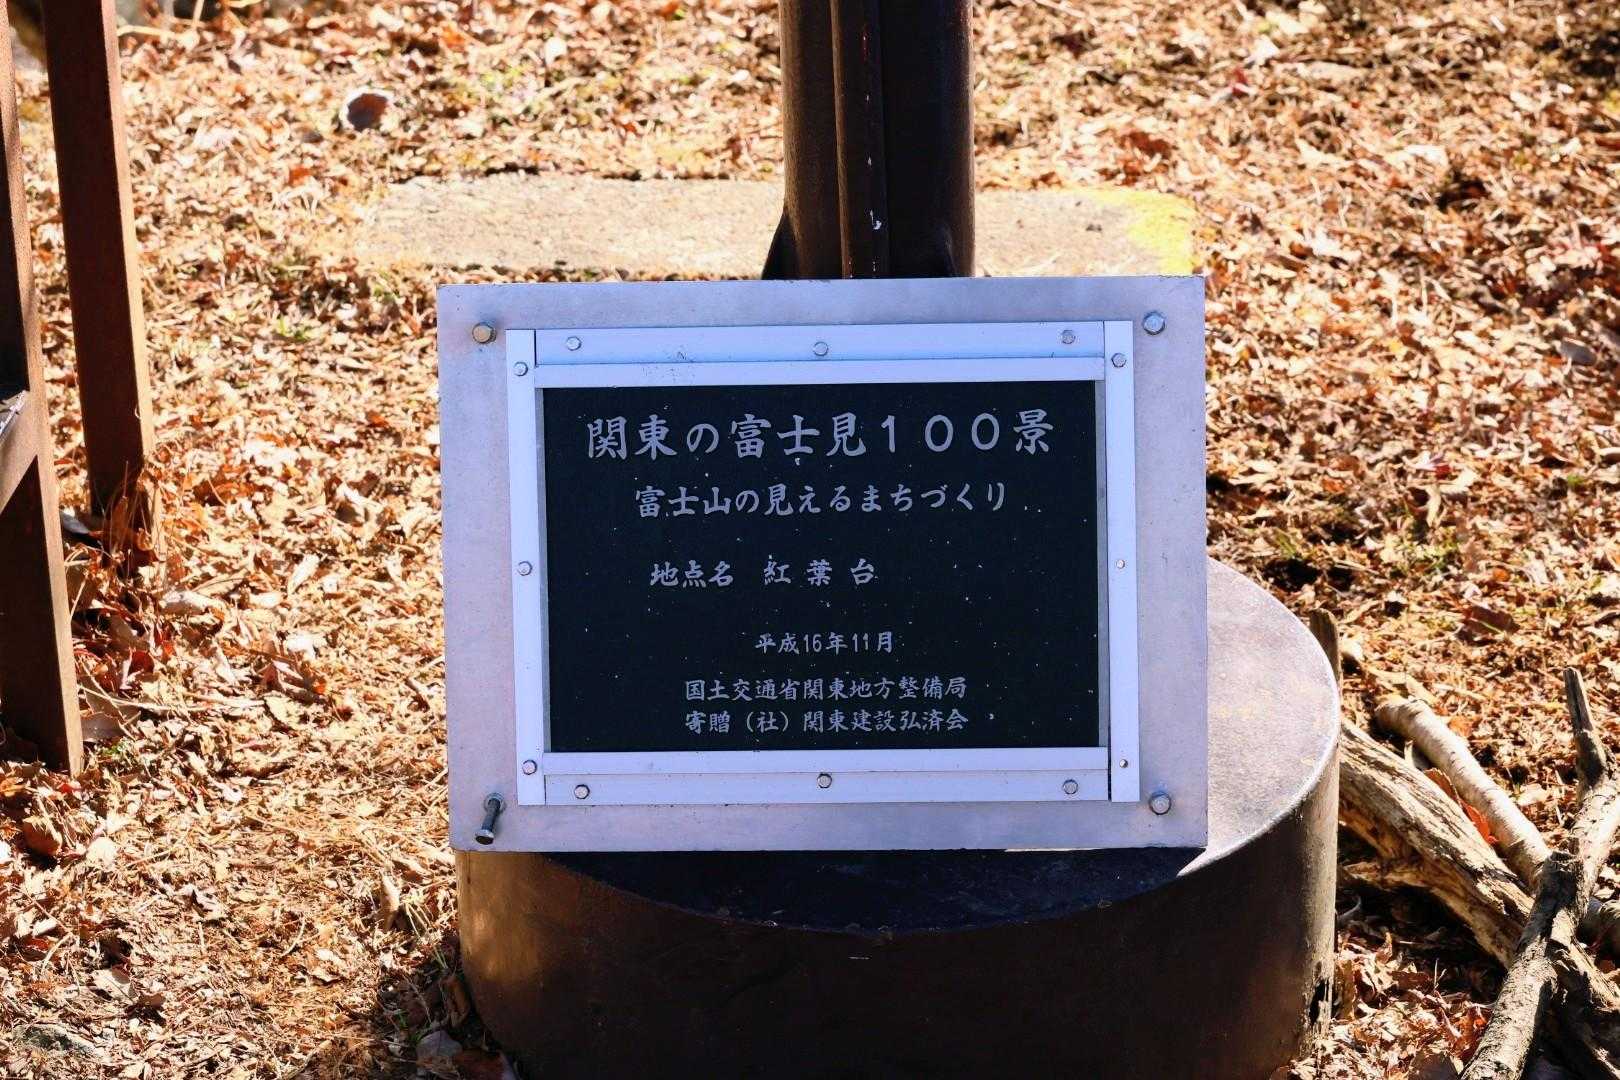 関東の富士見１００景
富士山の見えるまちづくり
地点名　紅葉台
平成16年11月
国土交通省関東地方整備局
寄贈（社）関東建設弘済会